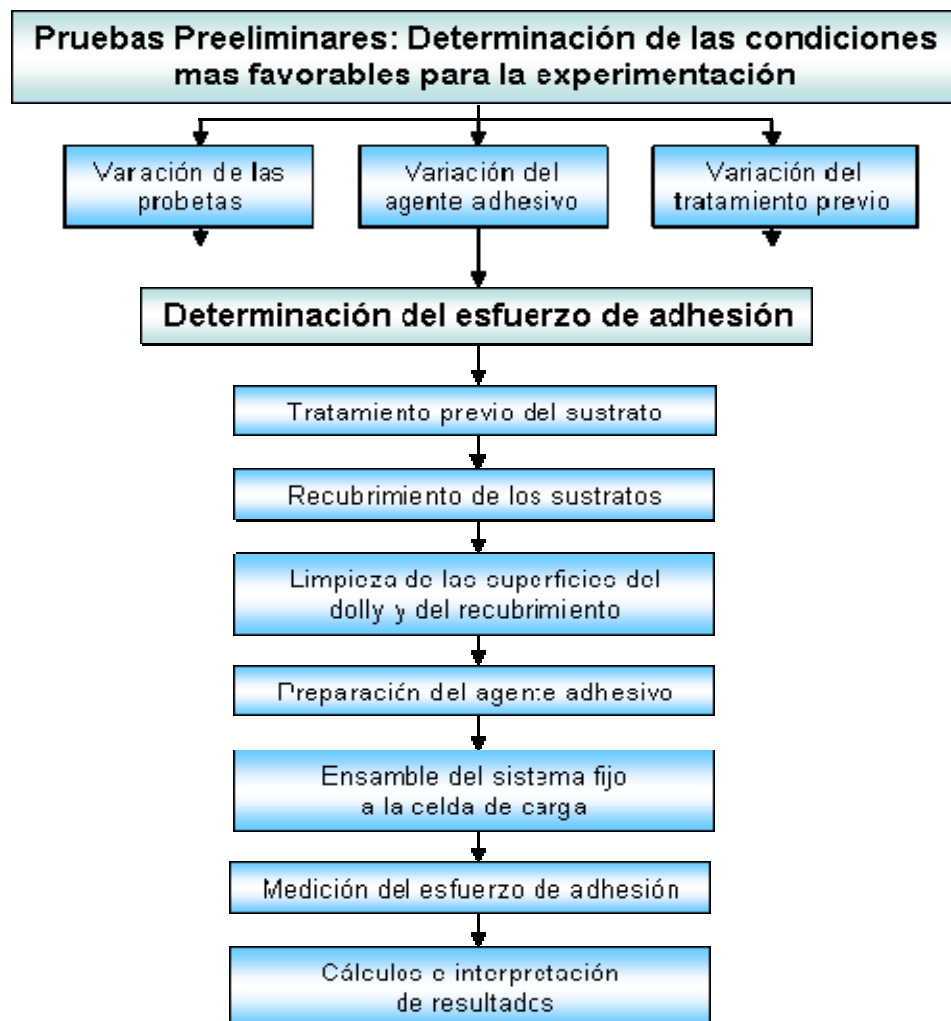 Pruebas Preeliminares: Determinación de las condiciones
mas favorables para la experimentación
Varación de las
probetas
Variación del
agente adhesivo
Variación del
tratamiento previo
Determinación del esfuerzo de adhesión
Tratamiento previo del sustrato
Recubrimiento de los sustratos
Limpieza de las superficies del
dolly y del recubrimiento
Preparación del agente adhesivo
Ensamble del sistema fijo
a la celda de carga
Medición del esfuerzo de adhesión
Cálculos e interpretación
de resultados